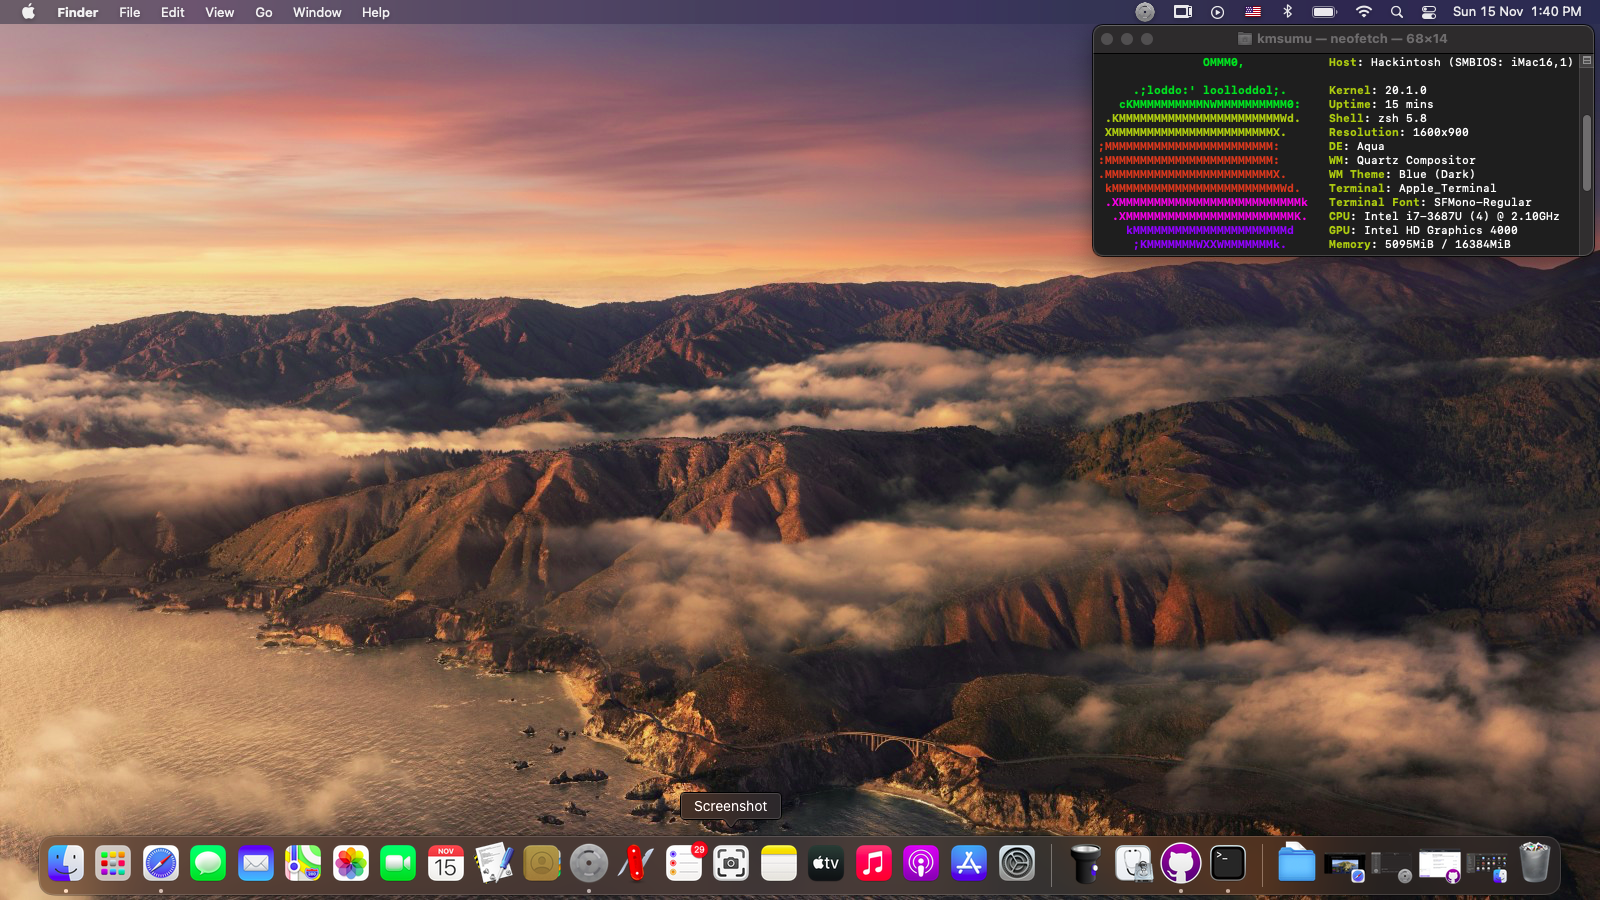 Finder File Edit View Go Window Help Sun 15 Nov 1:40 PM
kmsumu — neofetch — 68×14
OMMM0, Host: Hackintosh (SMBIOS: iMac16,1)
.;loddo:' loolloddol;. Kernel: 20.1.0
cKMMMMMMMMMMNWMMMMMMMMMM0: Uptime: 15 mins
.KMMMMMMMMMMMMMMMMMMMMMMMWd. Shell: zsh 5.8
XMMMMMMMMMMMMMMMMMMMMMMMX. Resolution: 1600x900
;MMMMMMMMMMMMMMMMMMMMMMMM: DE: Aqua
:MMMMMMMMMMMMMMMMMMMMMMMM: WM: Quartz Compositor
.MMMMMMMMMMMMMMMMMMMMMMMMX. WM Theme: Blue (Dark)
kMMMMMMMMMMMMMMMMMMMMMMMMWd. Terminal: Apple_Terminal
.XMMMMMMMMMMMMMMMMMMMMMMMMMMk Terminal Font: SFMono-Regular
.XMMMMMMMMMMMMMMMMMMMMMMMMK. CPU: Intel i7-3687U (4) @ 2.10GHz
kMMMMMMMMMMMMMMMMMMMMMMd GPU: Intel HD Graphics 4000
;KMMMMMMMWXXWMMMMMMMk. Memory: 5095MiB / 16384MiB
Screenshot
NOV
15
29
tv
>_